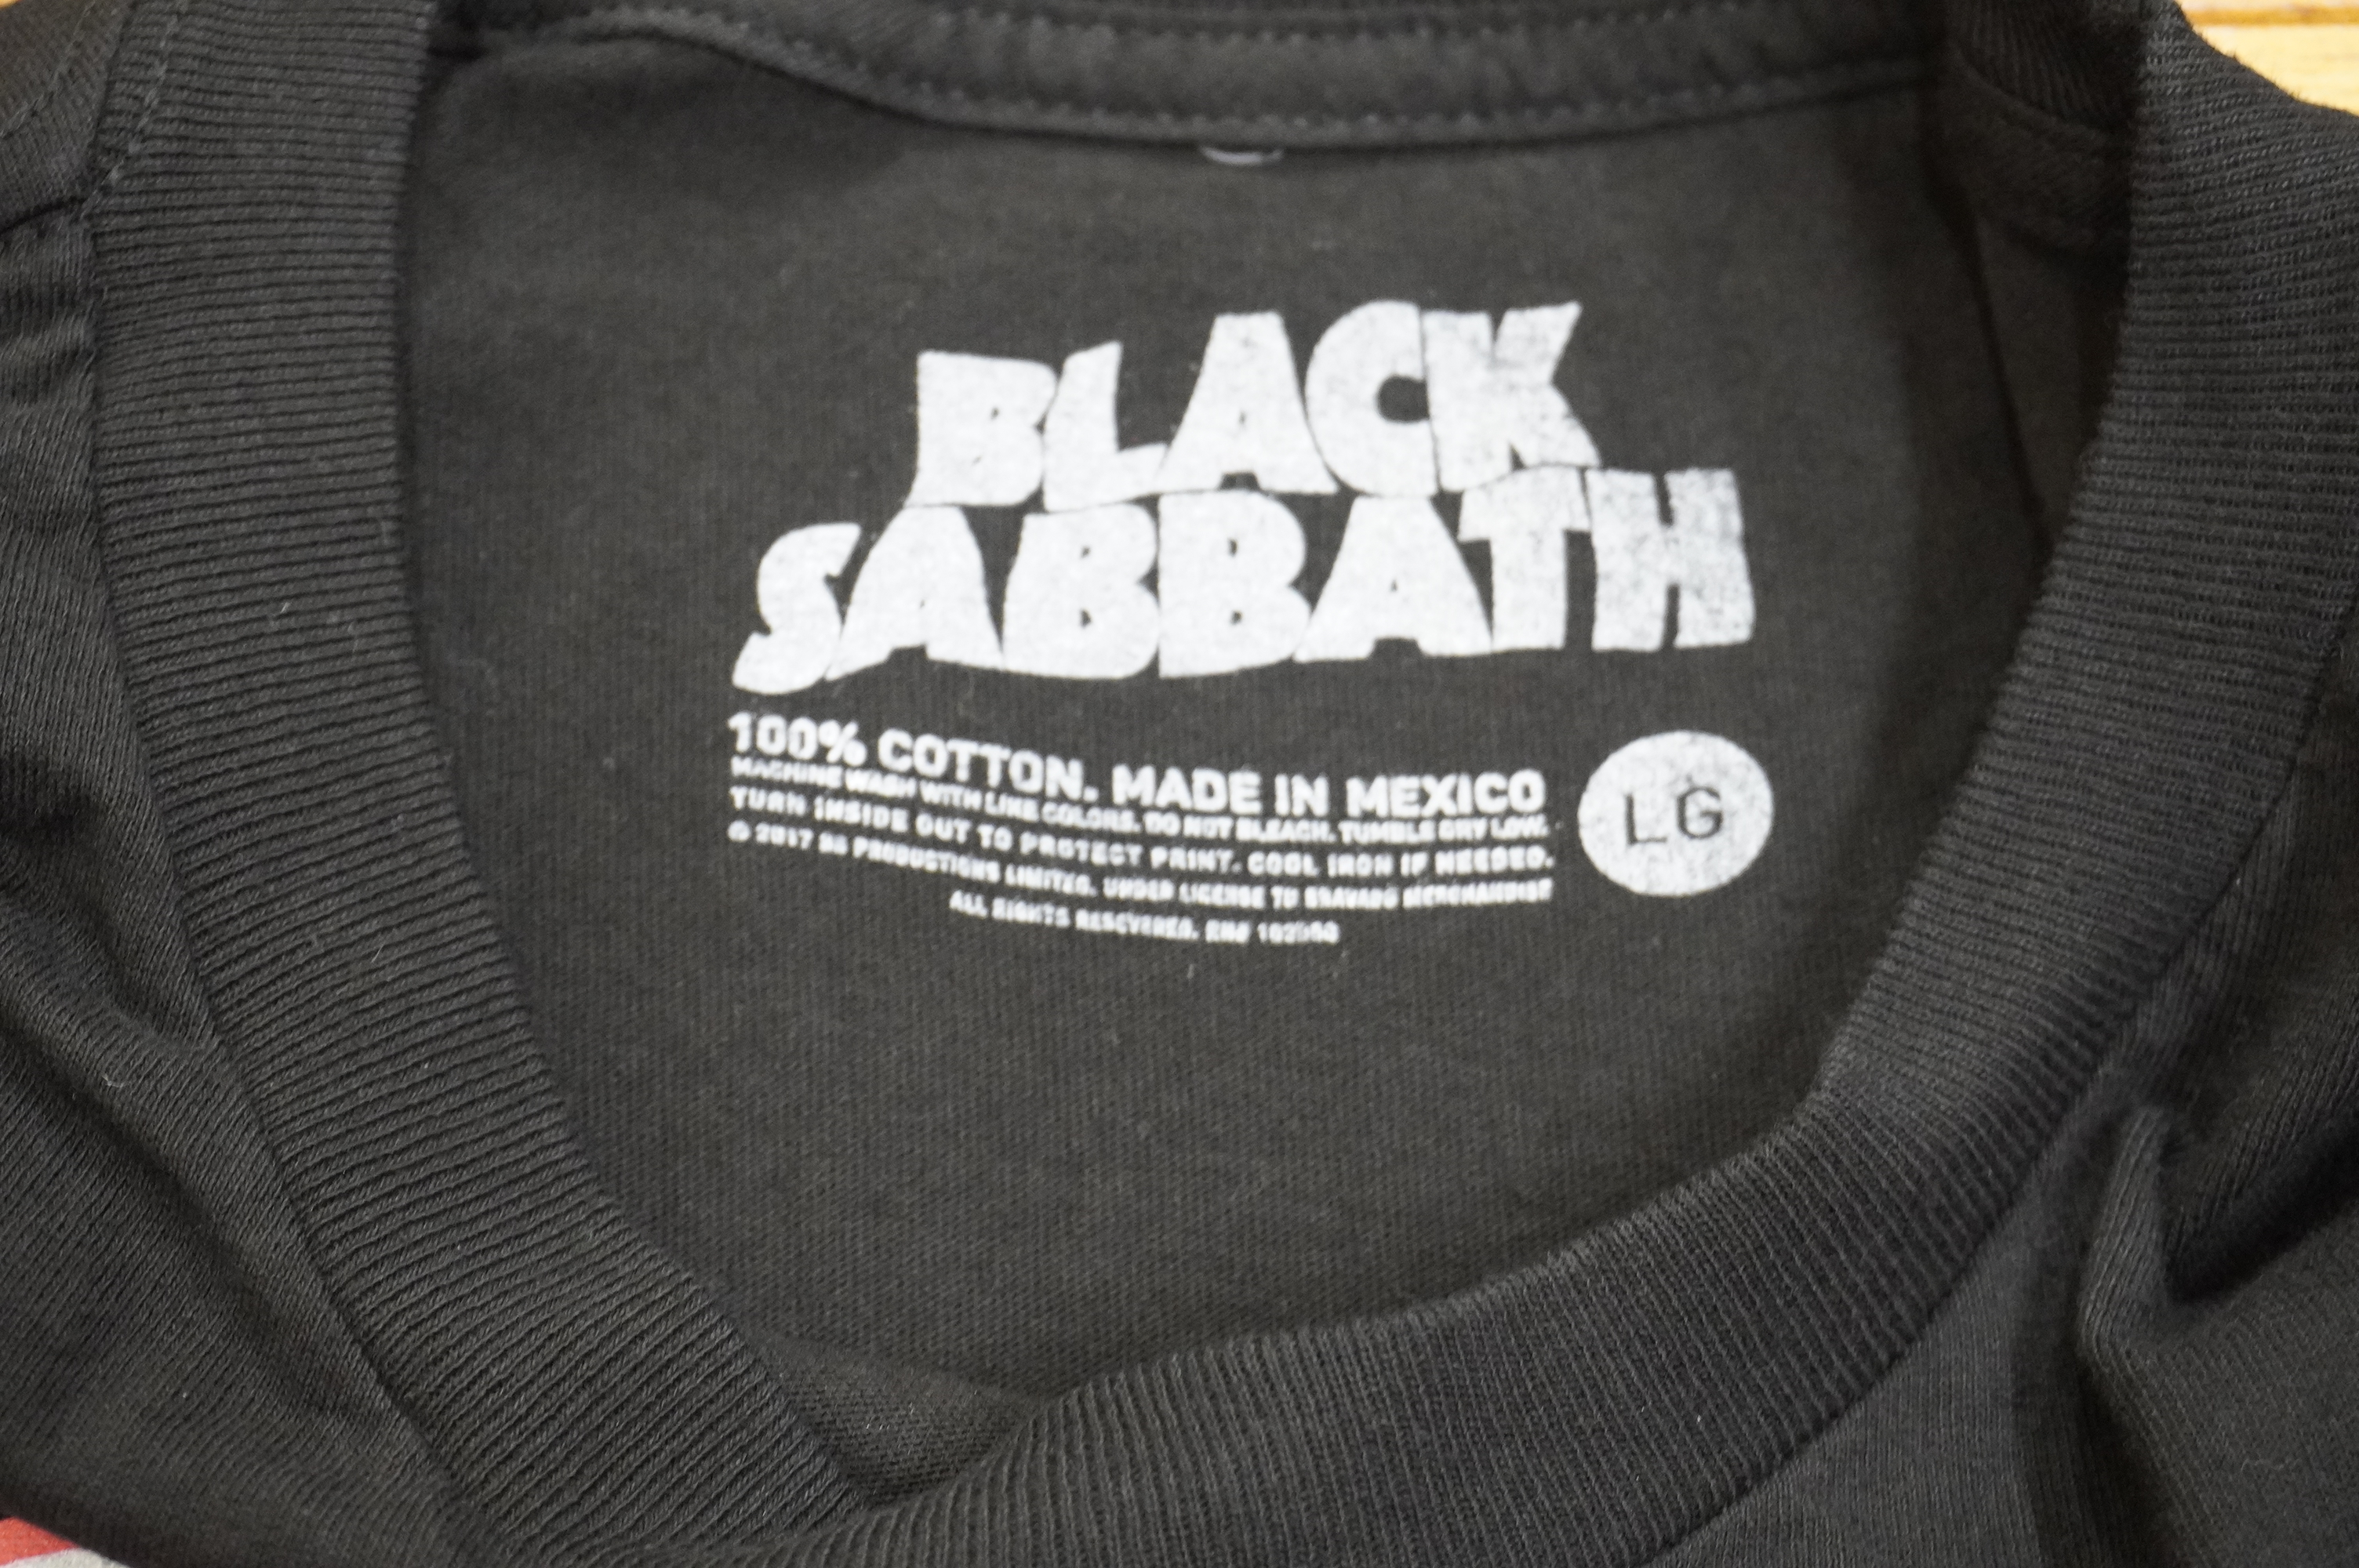 BLACK
SABBATH
100% COTTON. MADE IN MEXICO
MACHINE WASH WITH LIKE COLORS. DO NOT BLEACH. TUMBLE DRY LOW.
TURN INSIDE OUT TO PROTECT PRINT. COOL IRON IF NEEDED.
© 2017 BS PRODUCTIONS LIMITED. UNDER LICENSE TO BRAVADO MERCHANDISE
ALL RIGHTS RESERVED. RN#
LG